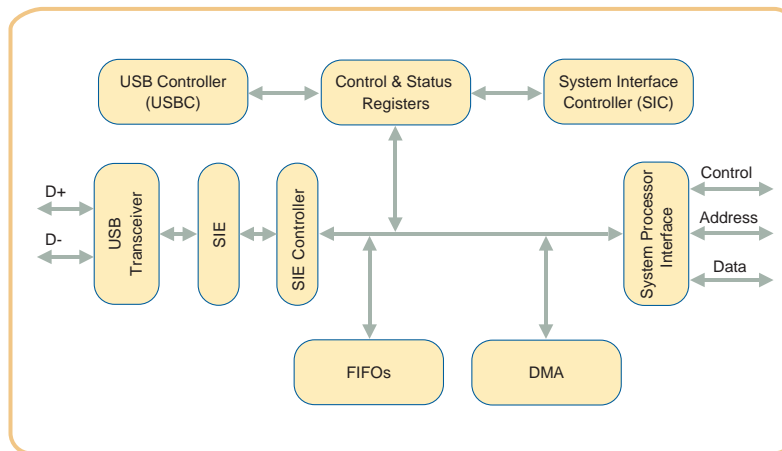 USB Controller
(USBC)
Control & Status
Registers
System Interface
Controller (SIC)
D+
D-
USB
Transceiver
SIE
SIE Controller
System Processor
Interface
Control
Address
Data
FIFOs
DMA